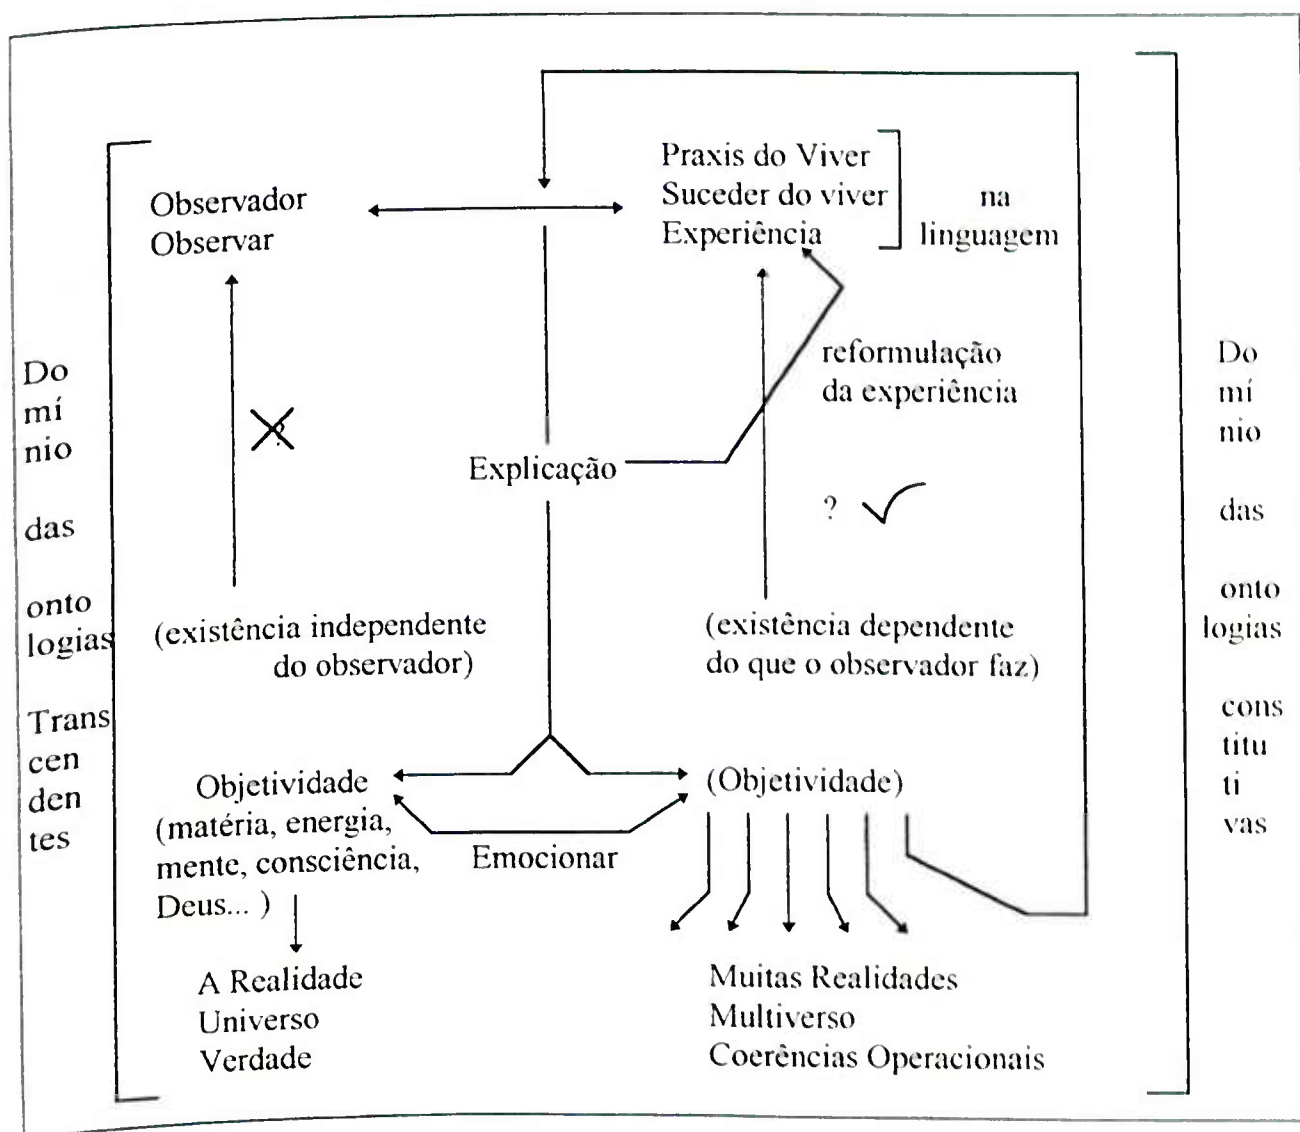 Praxis do Viver
Suceder do viver
Experiência
na
linguagem
Observador
Observar
reformulação
da experiência
Explicação
?
?
(existência independente
do observador)
(existência dependente
do que o observador faz)
Objetividade
(matéria, energia,
mente, consciência,
Deus... )
Emocionar
(Objetividade)
A Realidade
Universo
Verdade
Muitas Realidades
Multiverso
Coerências Operacionais
Do
mí
nio
das
onto
logias
Trans
cen
den
tes
Do
mí
nio
das
onto
logias
cons
titu
ti
vas